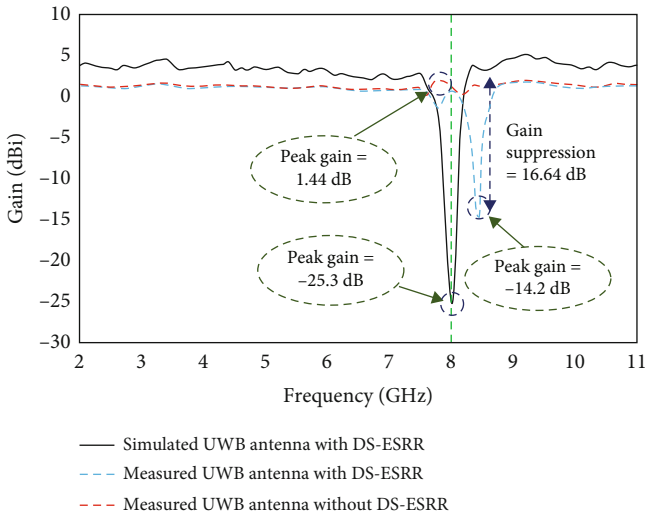 10
5
0
–5
–10
–15
–20
–25
–30
Gain (dBi)
Peak gain =
1.44 dB
Gain
suppression
= 16.64 dB
Peak gain =
–25.3 dB
Peak gain =
–14.2 dB
2
3
4
5
6
7
8
9
10
11
Frequency (GHz)
Simulated UWB antenna with DS-ESRR
Measured UWB antenna with DS-ESRR
Measured UWB antenna without DS-ESRR